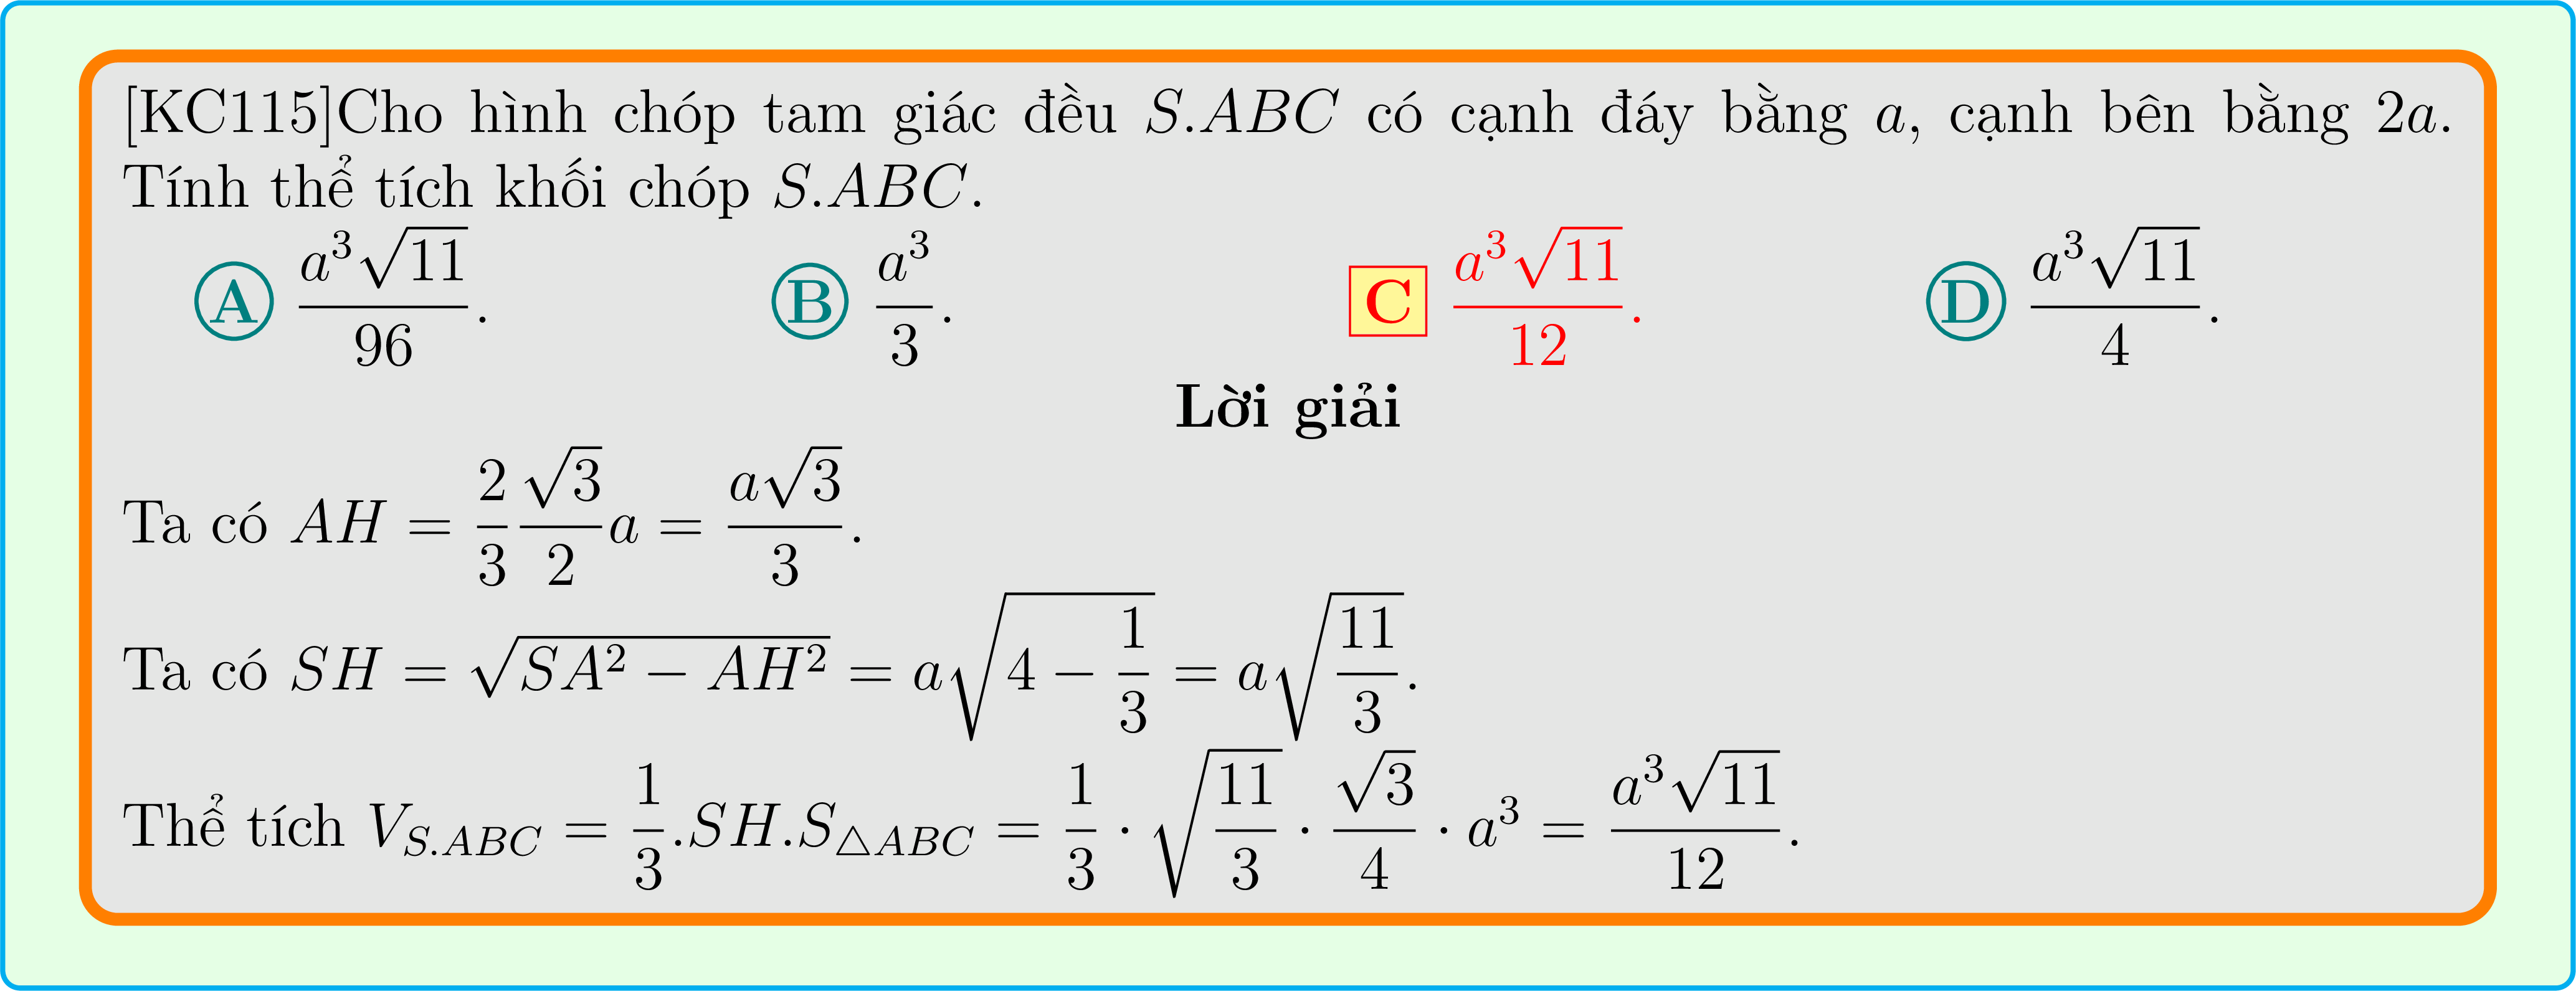 [KC115]Cho hình chóp tam giác đều S.ABC có cạnh đáy bằng a, cạnh bên bằng 2a.
Tính thể tích khối chóp S.ABC.
A \frac{a^3\sqrt{11}}{96}. B \frac{a^3}{3}. C \frac{a^3\sqrt{11}}{12}. D \frac{a^3\sqrt{11}}{4}.
Lời giải
Ta có AH = \frac{2}{3}\frac{\sqrt{3}}{2}a = \frac{a\sqrt{3}}{3}.
Ta có SH = \sqrt{SA^2 − AH^2} = a\sqrt{4 − \frac{1}{3}} = a\sqrt{\frac{11}{3}}.
Thể tích V_{S.ABC} = \frac{1}{3}.SH.S_{△ABC} = \frac{1}{3} · \sqrt{\frac{11}{3}} · \frac{\sqrt{3}}{4} · a^3 = \frac{a^3\sqrt{11}}{12}.